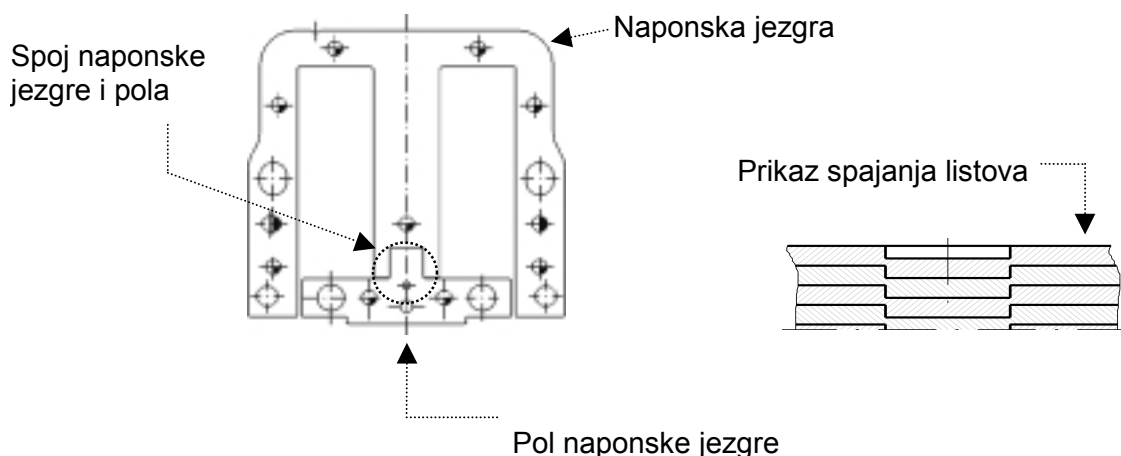 Naponska jezgra
Spoj naponske
jezgre i pola
Prikaz spajanja listova
Pol naponske jezgre